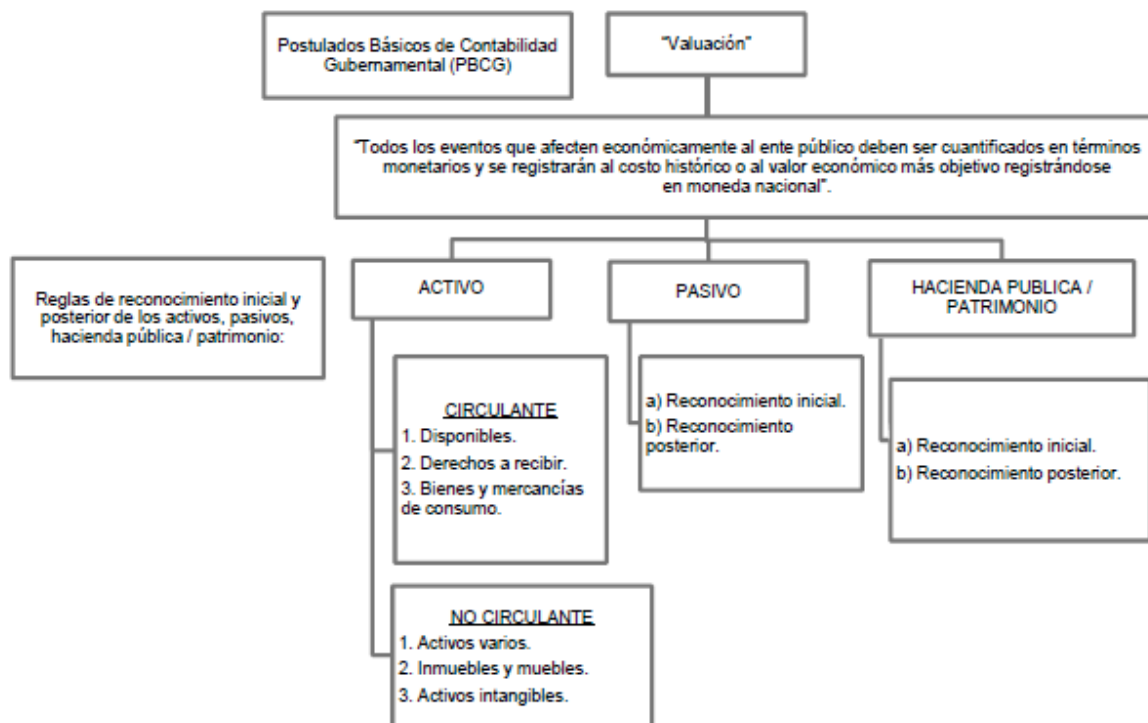 Postulados Básicos de Contabilidad
Gubernamental (PBCG)
"Valuación"
"Todos los eventos que afecten económicamente al ente público deben ser cuantificados en términos
monetarios y se registrarán al costo histórico o al valor económico más objetivo registrándose
en moneda nacional".
Reglas de reconocimiento inicial y
posterior de los activos, pasivos,
hacienda pública / patrimonio:
ACTIVO
PASIVO
HACIENDA PUBLICA /
PATRIMONIO
CIRCULANTE
1. Disponibles.
2. Derechos a recibir.
3. Bienes y mercancías
de consumo.
a) Reconocimiento inicial.
b) Reconocimiento
posterior.
a) Reconocimiento inicial.
b) Reconocimiento posterior.
NO CIRCULANTE
1. Activos varios.
2. Inmuebles y muebles.
3. Activos intangibles.